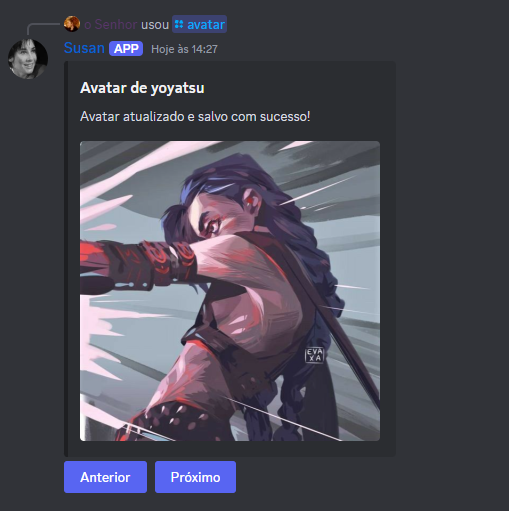 o Senhor usou avatar
Susan APP Hoje às 14:27
Avatar de yoyatsu
Avatar atualizado e salvo com sucesso!
EVA
XA
Anterior Próximo